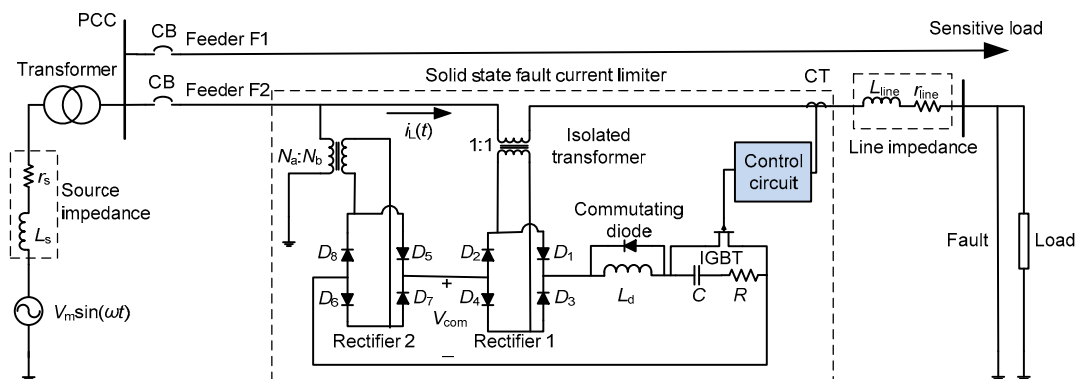 PCC
CB
Feeder F1
Sensitive load
Transformer
CB
Feeder F2
Solid state fault current limiter
CT
L_line
r_line
i_L(t)
Line impedance
N_a:N_b
1:1
Isolated
transformer
Control
circuit
r_s
Source
impedance
L_s
Commutating
diode
IGBT
D_8
D_5
D_2
D_1
D_6
D_7
D_4
D_3
+
V_com
−
L_d
C
R
Fault
Load
V_m sin(ωt)
Rectifier 2
Rectifier 1